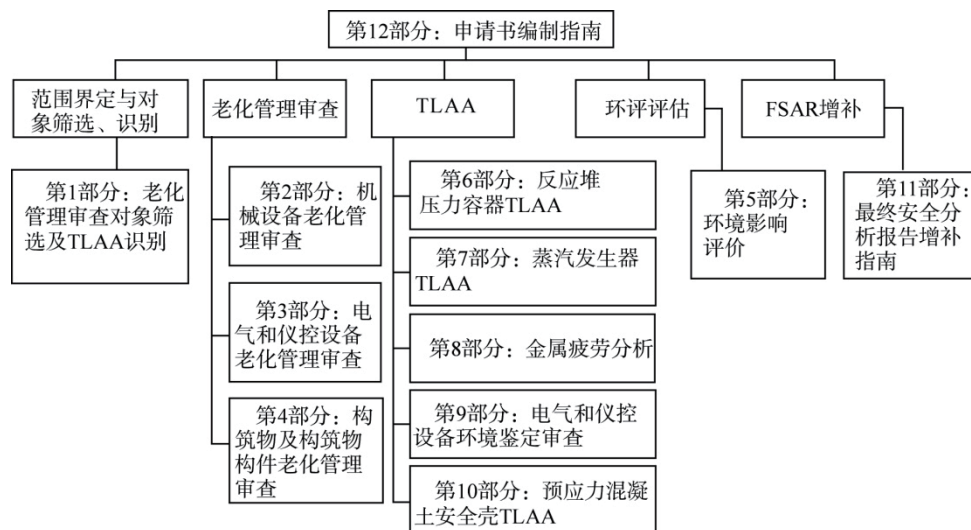 第12部分：申请书编制指南
范围界定与对
象筛选、识别
老化管理审查
TLAA
环评评估
FSAR增补
第1部分：老化
管理审查对象筛
选及TLAA识别
第2部分：机
械设备老化管
理审查
第3部分：电
气和仪控设备
老化管理审查
第4部分：构
筑物及构筑物
构件老化管理
审查
第6部分：反应堆
压力容器TLAA
第7部分：蒸汽发生器
TLAA
第8部分：金属疲劳分析
第9部分：电气和仪控
设备环境鉴定审查
第10部分：预应力混凝
土安全壳TLAA
第5部分：
环境影响
评价
第11部分：
最终安全分
析报告增补
指南